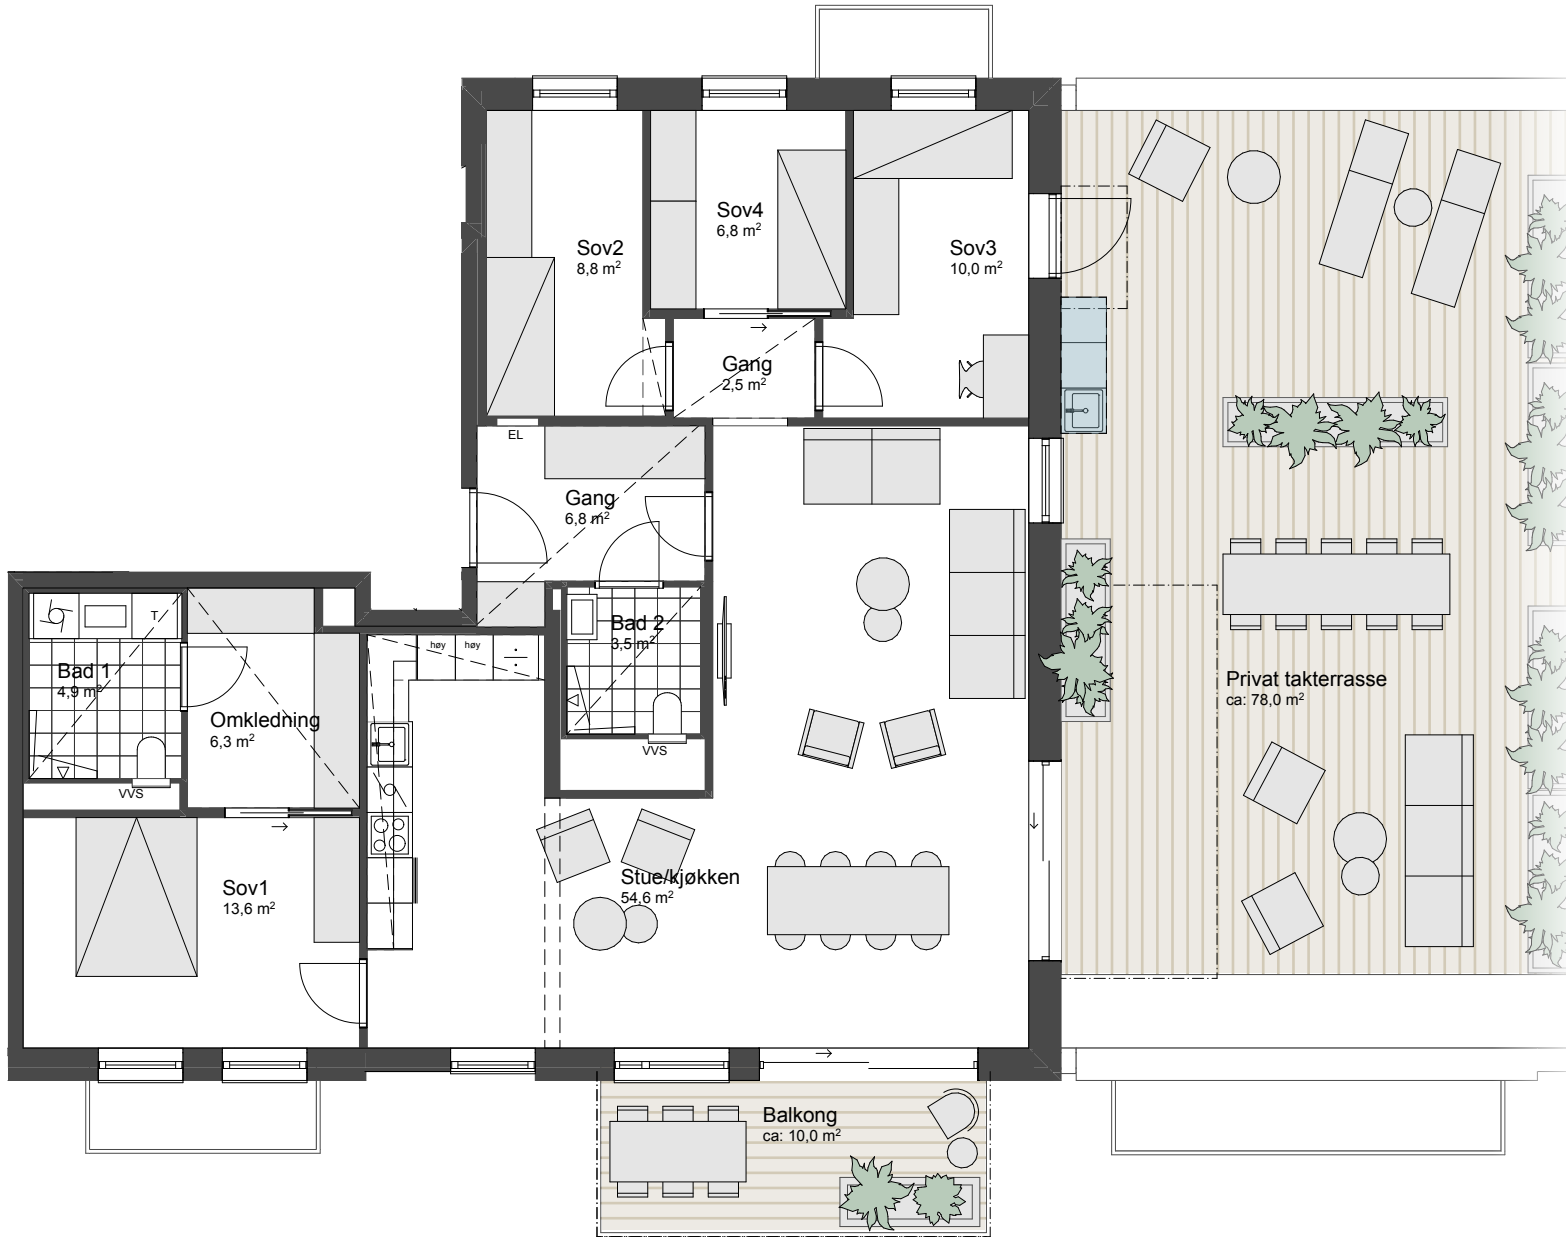 Sov4
6,8 m²
Sov2
8,8 m²
Sov3
10,0 m²
Gang
2,5 m²
EL
Gang
6,8 m²
T
Bad 2
3,5 m²
høy
høy
Bad 1
4,9 m²
Omkledning
6,3 m²
Privat takterrasse
ca: 78,0 m²
VVS
VVS
Stue/kjøkken
54,6 m²
Sov1
13,6 m²
Balkong
ca: 10,0 m²